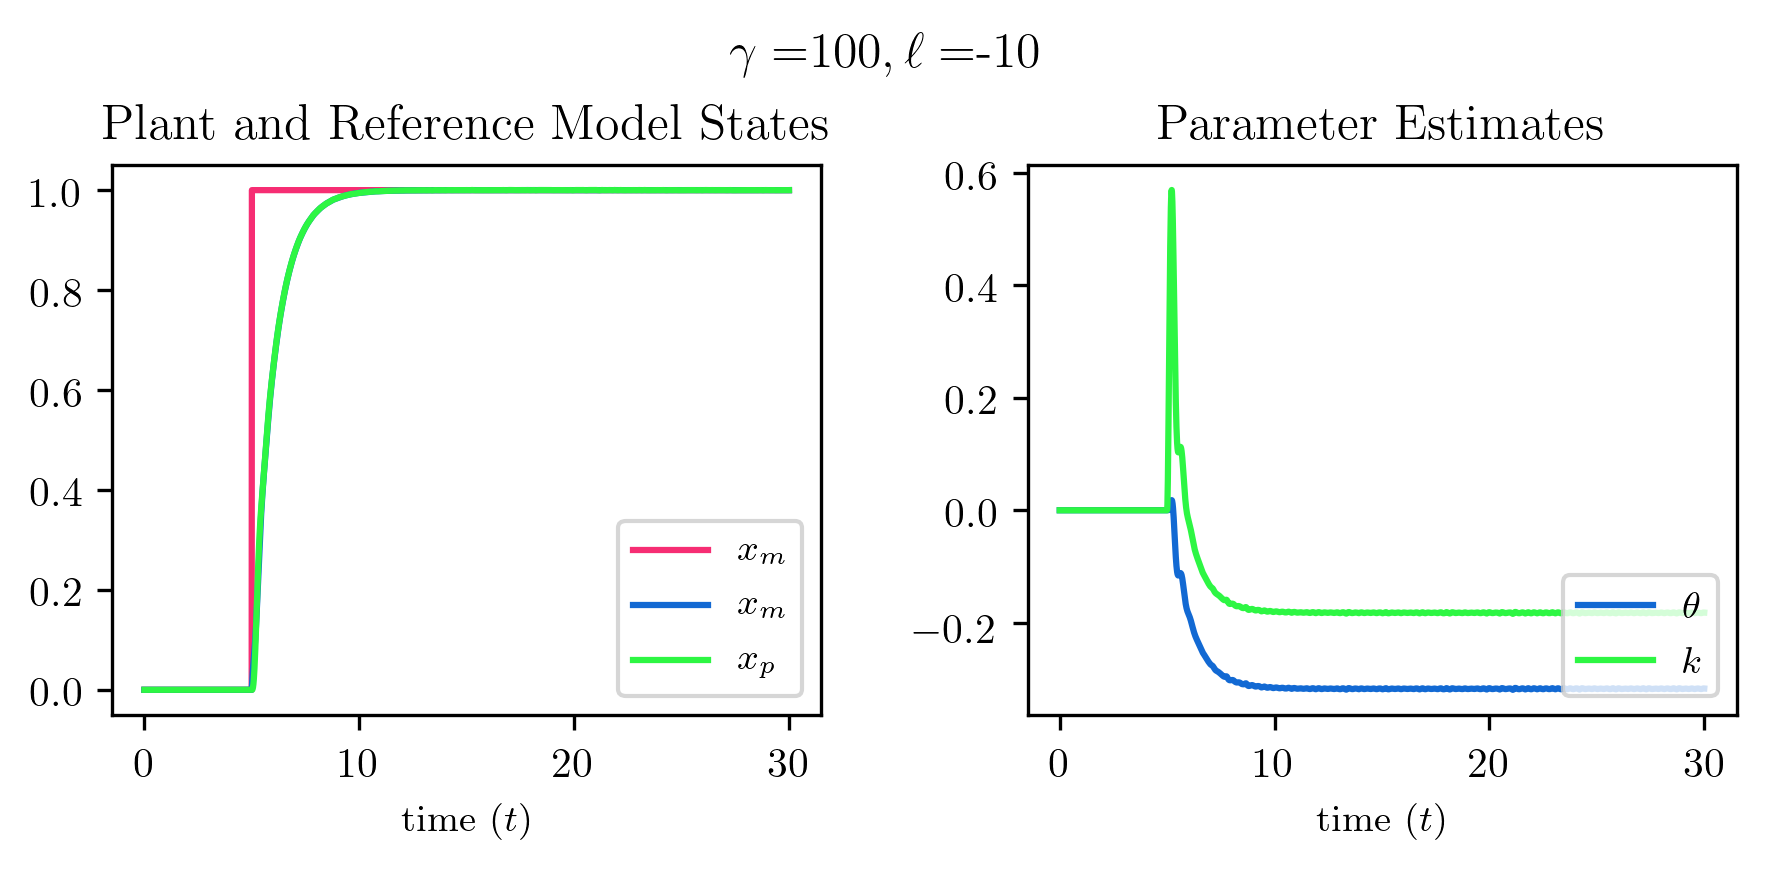 γ =100, ℓ =-10
Plant and Reference Model States
1.0
0.8
0.6
0.4
0.2
0.0
x_m
x_m
x_p
0 10 20 30
time (t)
Parameter Estimates
0.6
0.4
0.2
0.0
−0.2
θ
k
0 10 20 30
time (t)